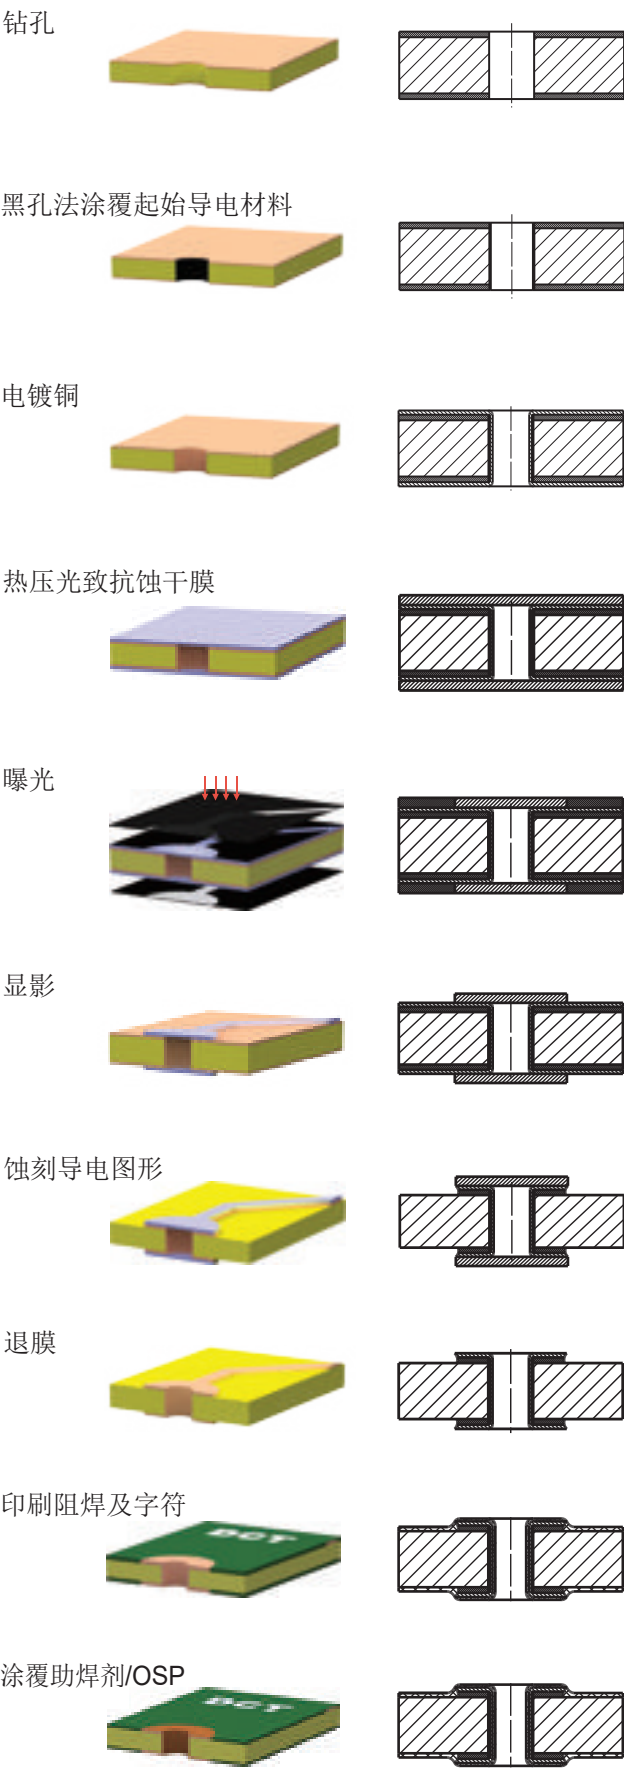 钻孔
黑孔法涂覆起始导电材料
电镀铜
热压光致抗蚀干膜
曝光
显影
蚀刻导电图形
退膜
印刷阻焊及字符
DCT
涂覆助焊剂/OSP
DCT